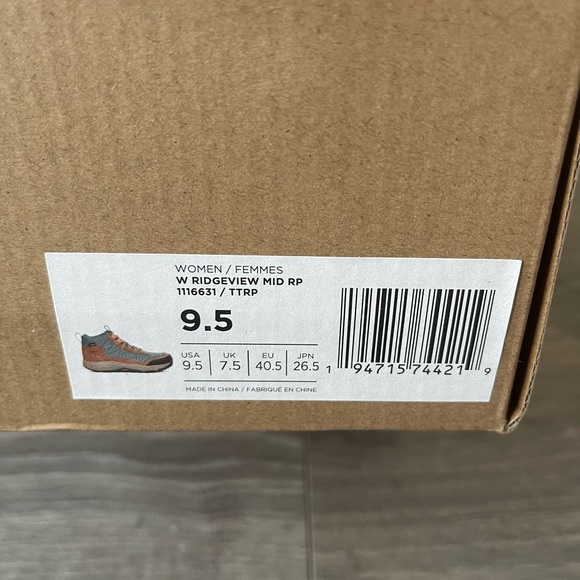 WOMEN / FEMMES
W RIDGEVIEW MID RP
1116631 / TTRP
9.5
USA UK EU JPN
9.5 7.5 40.5 26.5
1 94715 74421 9
MADE IN CHINA / FABRIQUÉ EN CHINE